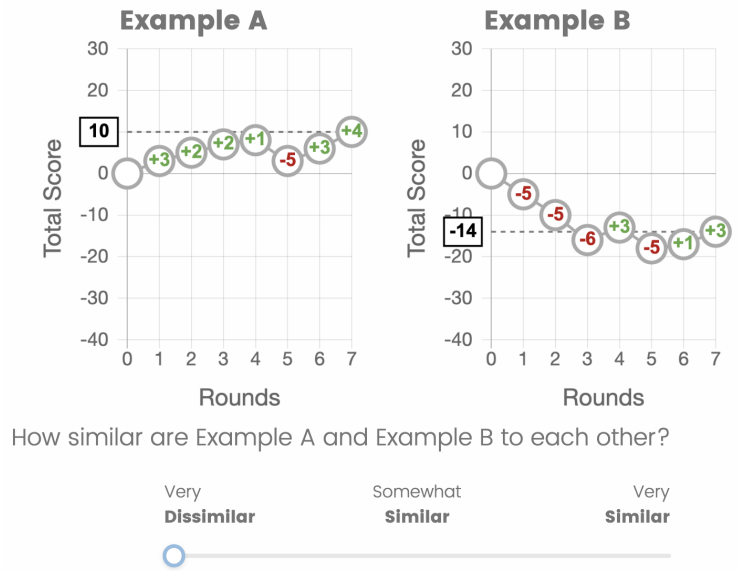 Example A
30
20
10
0
-10
-20
-30
-40
Total Score
+3
+2
+2
+1
-5
+3
+4
0 1 2 3 4 5 6 7
Rounds
Example B
30
20
10
0
-10
-14
-20
-30
-40
Total Score
-5
-5
-6
+3
-5
+1
+3
0 1 2 3 4 5 6 7
Rounds
How similar are Example A and Example B to each other?
Very Somewhat Very
Dissimilar Similar Similar